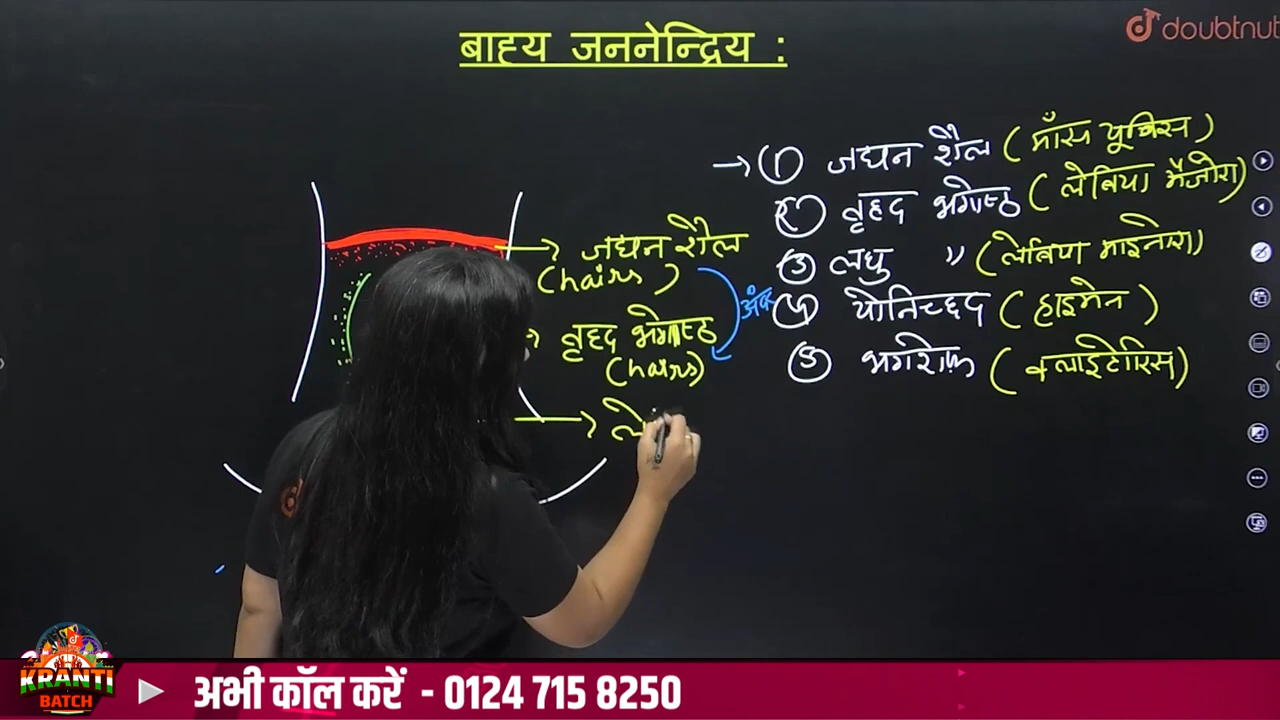 बाह्य जननेन्द्रिय :
doubtnut
→ ① जघन शैल (माँस प्यूबिस)
② वृहद भगोष्ठ (लेबिया मेजोरा)
③ लघु " (लेबिया माइनोरा)
④ योनिच्छद (हाइमेन)
⑤ भगशेफ (क्लाइटोरिस)
→ जघन शैल
(hairs)
वृहद भगोष्ठ
(hairs)
→ ले
KRANTI
BATCH
अभी कॉल करें - 0124 715 8250